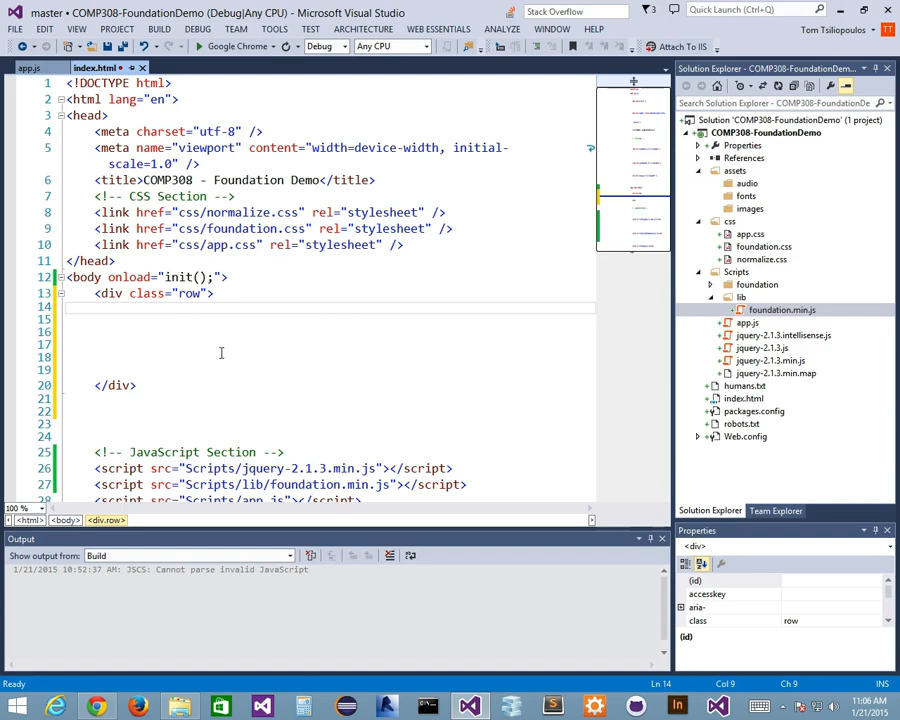 master • COMP308-FoundationDemo (Debug|Any CPU) - Microsoft Visual Studio
Stack Overflow
3
Quick Launch (Ctrl+Q)
FILE EDIT VIEW PROJECT BUILD DEBUG TEAM TOOLS TEST ARCHITECTURE WEB ESSENTIALS ANALYZE WINDOW HELP
Tom Tsiliopoulos
TT
Google Chrome
Debug
Any CPU
Attach To IIS
app.js
index.html
1 <!DOCTYPE html>
2 <html lang="en">
3 <head>
4 <meta charset="utf-8" />
5 <meta name="viewport" content="width=device-width, initial-
scale=1.0" />
6 <title>COMP308 - Foundation Demo</title>
7 <!-- CSS Section -->
8 <link href="css/normalize.css" rel="stylesheet" />
9 <link href="css/foundation.css" rel="stylesheet" />
10 <link href="css/app.css" rel="stylesheet" />
11 </head>
12 <body onload="init();">
13 <div class="row">
14
15
16
17
18
19
20 </div>
21
22
23
24
25 <!-- JavaScript Section -->
26 <script src="Scripts/jquery-2.1.3.min.js"></script>
27 <script src="Scripts/lib/foundation.min.js"></script>
28 <script src="Scripts/app.js"></script>
100 %
<html> <body> <div.row>
Output
Show output from: Build
1/21/2015 10:52:37 AM: JSCS: Cannot parse invalid JavaScript
Solution Explorer - COMP308-FoundationDem...
Search Solution Explorer - COMP308-FoundationDe
Solution 'COMP308-FoundationDemo' (1 project)
COMP308-FoundationDemo
Properties
References
assets
audio
fonts
images
css
app.css
foundation.css
normalize.css
Scripts
foundation
lib
foundation.min.js
app.js
jquery-2.1.3.intellisense.js
jquery-2.1.3.js
jquery-2.1.3.min.js
jquery-2.1.3.min.map
humans.txt
index.html
packages.config
robots.txt
Web.config
Solution Explorer Team Explorer
Properties
<div>
(id)
accesskey
aria-
class row
(id)
Ready
Ln 14
Col 9
Ch 9
INS
11:06 AM
1/21/2015